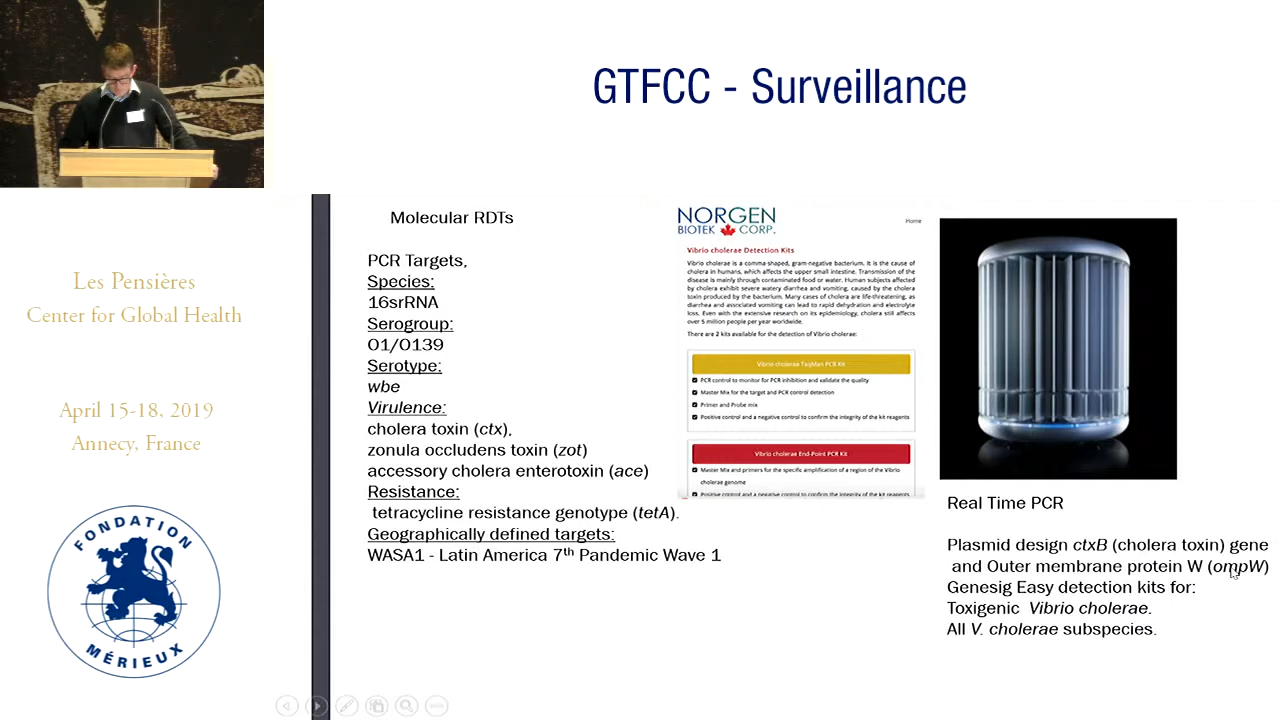 GTFCC - Surveillance
Les Pensières
Center for Global Health
April 15-18, 2019
Annecy, France
FONDATION
MÉRIEUX
Molecular RDTs
PCR Targets,
Species:
16srRNA
Serogroup:
O1/O139
Serotype:
wbe
Virulence:
cholera toxin (ctx),
zonula occludens toxin (zot)
accessory cholera enterotoxin (ace)
Resistance:
tetracycline resistance genotype (tetA).
Geographically defined targets:
WASA1 - Latin America 7th Pandemic Wave 1
NORGEN
BIOTEK CORP.
Home
Vibrio cholerae Detection Kits
Vibrio cholerae is a comma-shaped, gram-negative bacterium. It is the cause of
cholera in humans, which affects the upper small intestine. Transmission of the
disease is mainly through contaminated food or water. Human subjects affected
by cholera exhibit severe watery diarrhea and vomiting, caused by the cholera
toxin produced by the bacterium. Many cases of cholera are life-threatening, as
diarrhea and associated vomiting can lead to rapid dehydration and electrolyte
loss. Even with the extensive research on its epidemiology, cholera still affects
over 5 million people per year worldwide.
There are 2 kits available for the detection of Vibrio cholerae:
Vibrio cholerae TaqMan PCR Kit
PCR control to monitor for PCR inhibition and validate the quality
Master Mix for the target and PCR control detection
Primer and Probe mix
Positive control and a negative control to confirm the integrity of the kit reagents
Vibrio cholerae End-Point PCR Kit
Master Mix and primers for the specific amplification of a region of the Vibrio
cholerae genome
Positive control and a negative control to confirm the integrity of the kit reagents
Real Time PCR
Plasmid design ctxB (cholera toxin) gene
and Outer membrane protein W (ompW)
Genesig Easy detection kits for:
Toxigenic Vibrio cholerae.
All V. cholerae subspecies.